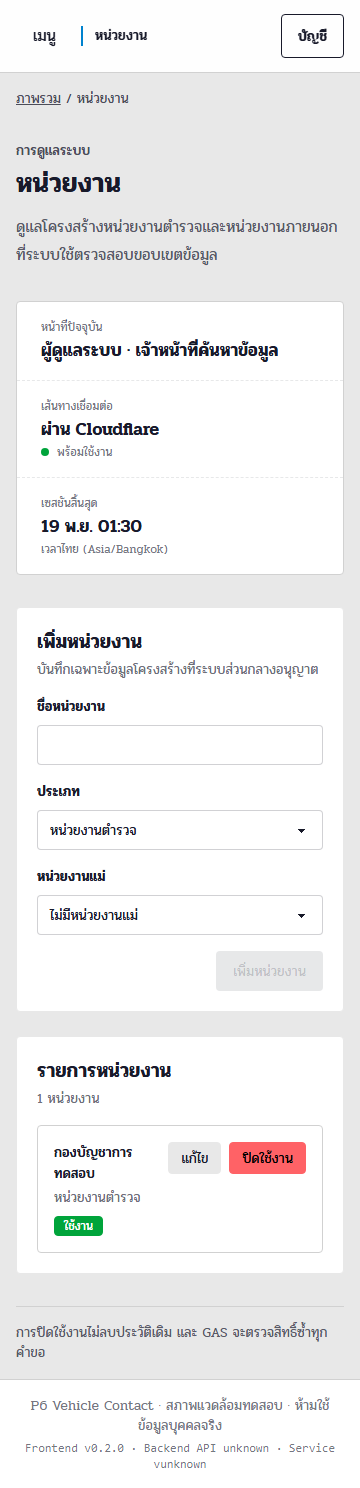 เมนู
หน่วยงาน
บัญชี
ภาพรวม / หน่วยงาน
การดูแลระบบ
หน่วยงาน
ดูแลโครงสร้างหน่วยงานตำรวจและหน่วยงานภายนอก
ที่ระบบใช้ตรวจสอบขอบเขตข้อมูล
หน้าที่ปัจจุบัน
ผู้ดูแลระบบ · เจ้าหน้าที่ค้นหาข้อมูล
เส้นทางเชื่อมต่อ
ผ่าน Cloudflare
พร้อมใช้งาน
เซสชันสิ้นสุด
19 พ.ย. 01:30
เวลาไทย (Asia/Bangkok)
เพิ่มหน่วยงาน
บันทึกเฉพาะข้อมูลโครงสร้างที่ระบบส่วนกลางอนุญาต
ชื่อหน่วยงาน
ประเภท
หน่วยงานตำรวจ
หน่วยงานแม่
ไม่มีหน่วยงานแม่
เพิ่มหน่วยงาน
รายการหน่วยงาน
1 หน่วยงาน
กองบัญชาการ
ทดสอบ
หน่วยงานตำรวจ
ใช้งาน
แก้ไข
ปิดใช้งาน
การปิดใช้งานไม่ลบประวัติเดิม และ GAS จะตรวจสิทธิ์ซ้ำทุก
คำขอ
P6 Vehicle Contact · สภาพแวดล้อมทดสอบ · ห้ามใช้
ข้อมูลบุคคลจริง
Frontend v0.2.0 · Backend API unknown · Service
vunknown